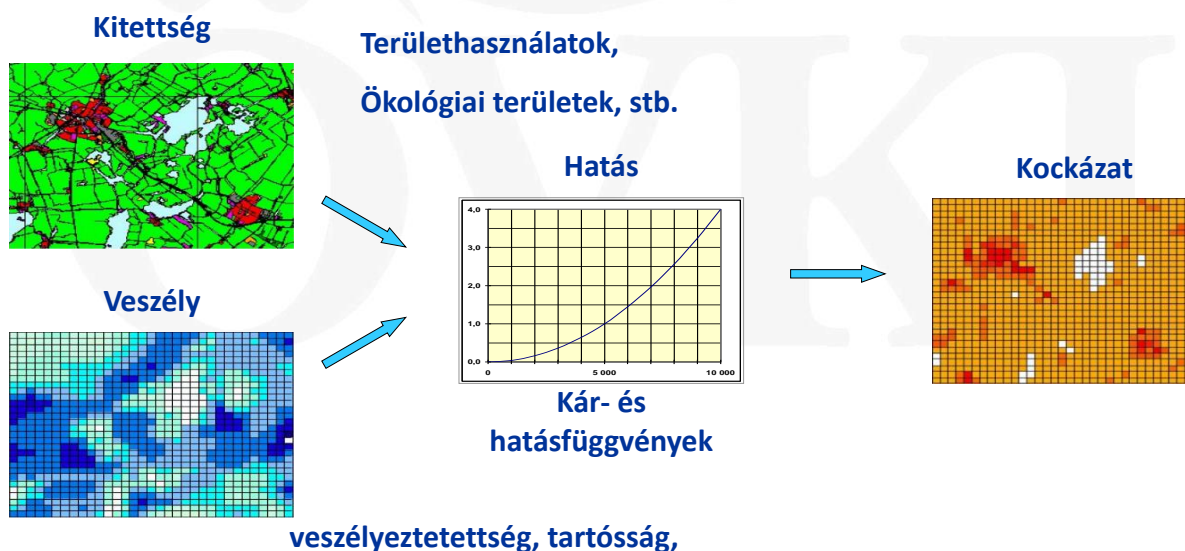 Kitettség
Területhasználatok,
Ökológiai területek, stb.
Hatás
Kockázat
4,0
3,0
2,0
1,0
0,0
0
5 000
10 000
Veszély
Kár- és
hatásfüggvények
veszélyeztetettség, tartósság,
ÖVKI